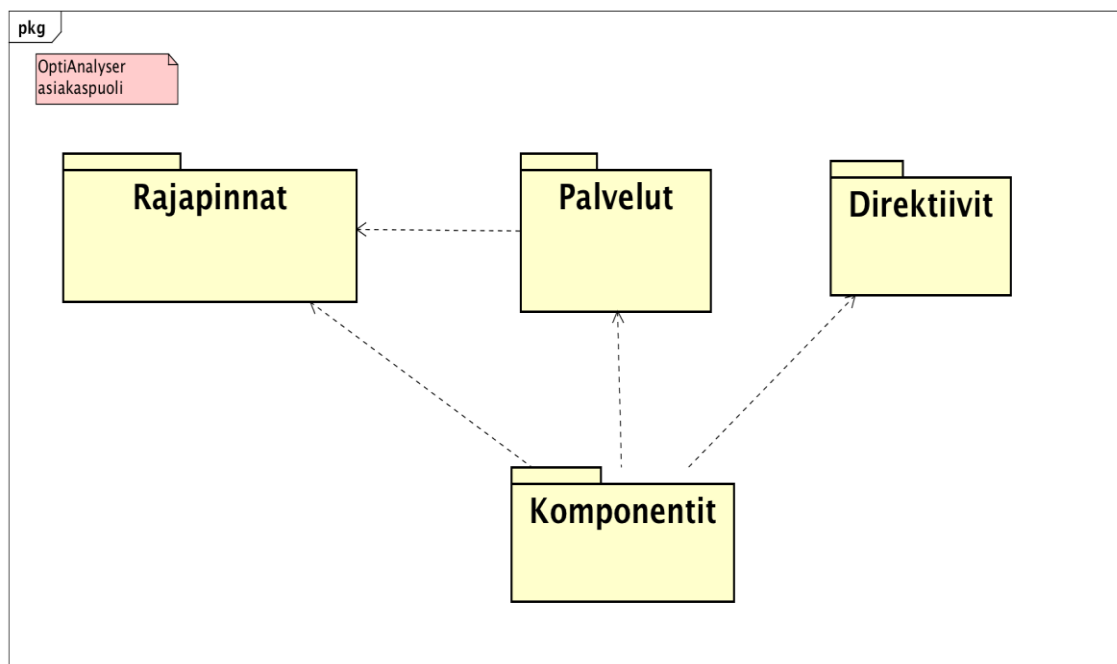 pkg
OptiAnalyser
asiakaspuoli
Rajapinnat
Palvelut
Direktiivit
Komponentit